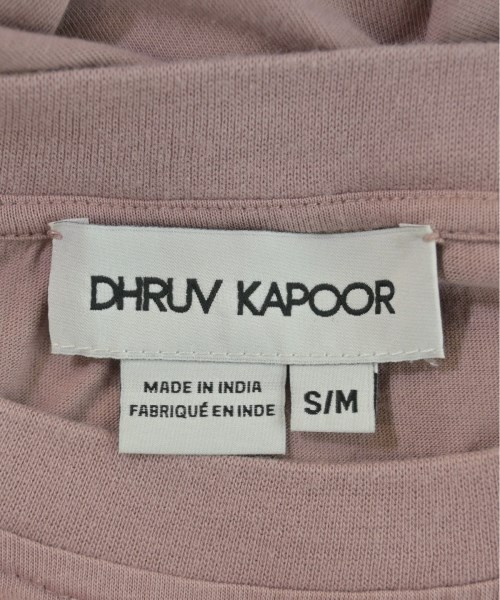 DHRUV KAPOOR
MADE IN INDIA
FABRIQUÉ EN INDE
S/M